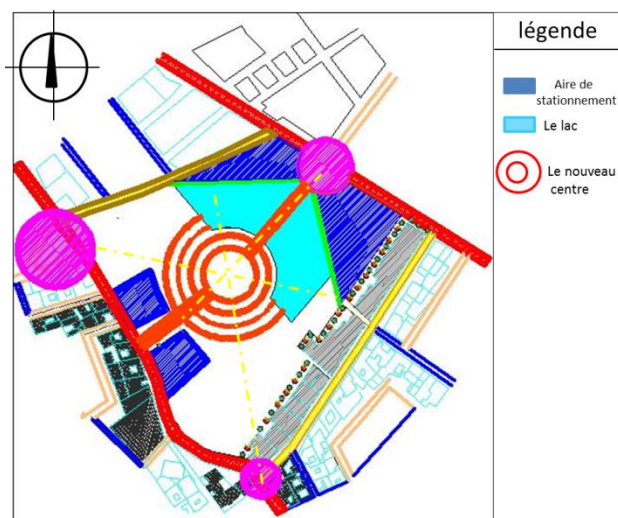 légende
Aire de
stationnement
Le lac
Le nouveau
centre